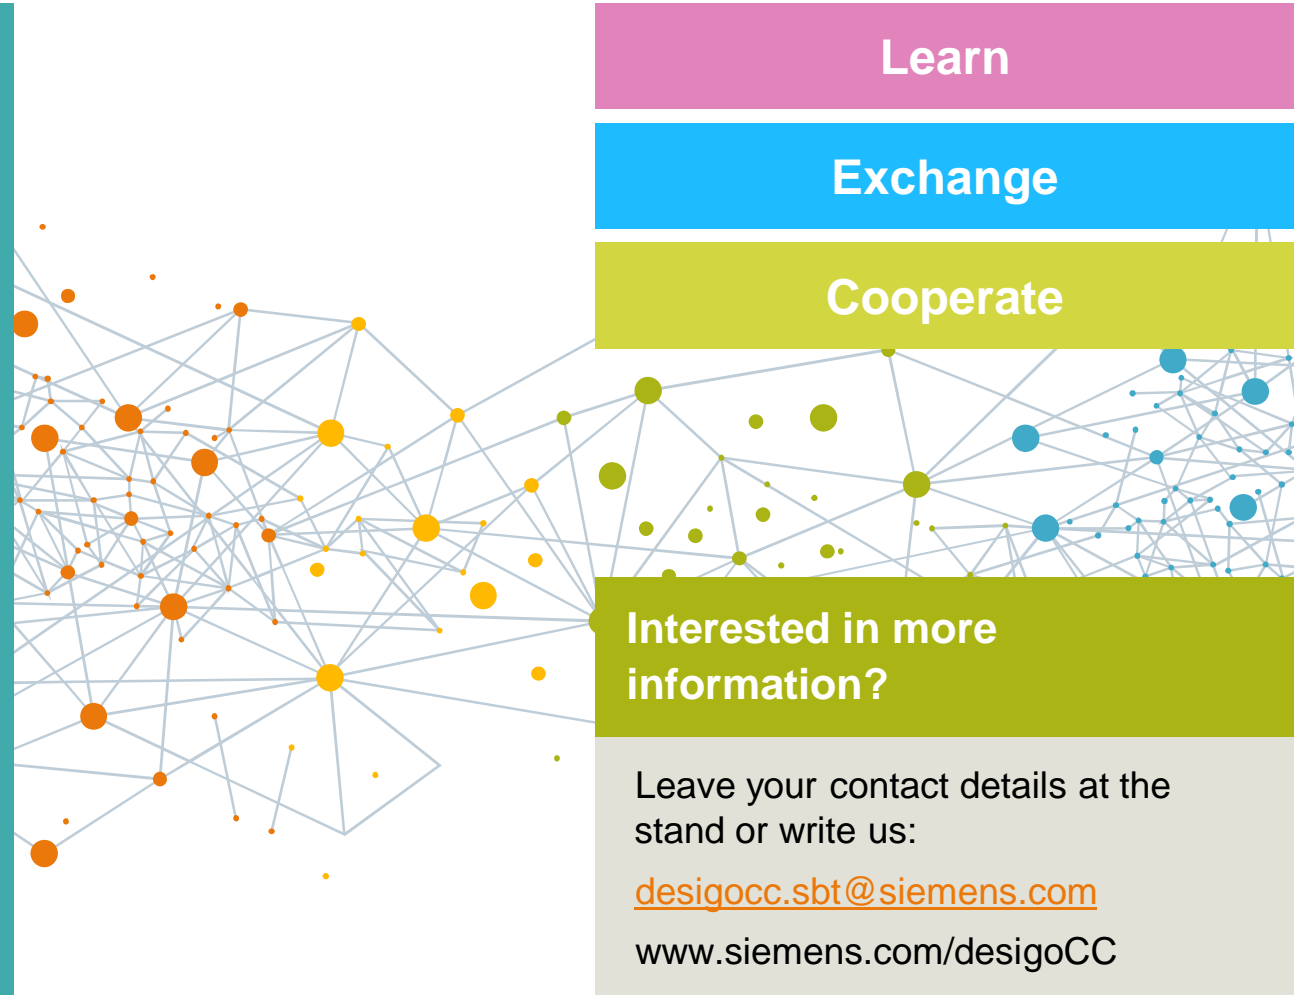 Learn
Exchange
Cooperate
Interested in more
information?
Leave your contact details at the
stand or write us:
desigocc.sbt@siemens.com
www.siemens.com/desigoCC